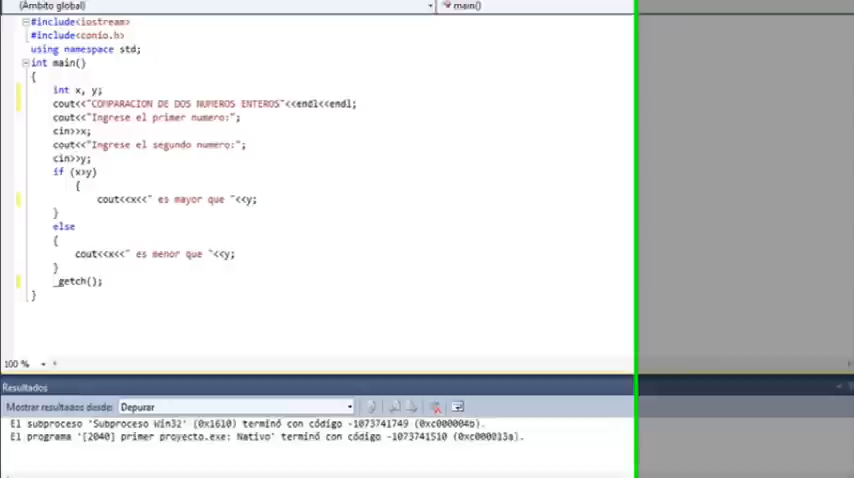 (Ámbito global) main()
#include<iostream>
#include<conio.h>
using namespace std;
int main()
{
int x, y;
cout<<"COMPARACION DE DOS NUMEROS ENTEROS"<<endl<<endl;
cout<<"Ingrese el primer numero:";
cin>>x;
cout<<"Ingrese el segundo numero:";
cin>>y;
if (x>y)
{
cout<<x<<" es mayor que "<<y;
}
else
{
cout<<x<<" es menor que "<<y;
}
_getch();
}
100 %
Resultados
Mostrar resultados desde: Depurar
El subproceso 'Subproceso Win32' (0x1610) terminó con código -1073741749 (0xc000004b).
El programa '[2040] primer proyecto.exe: Nativo' terminó con código -1073741510 (0xc000013a).